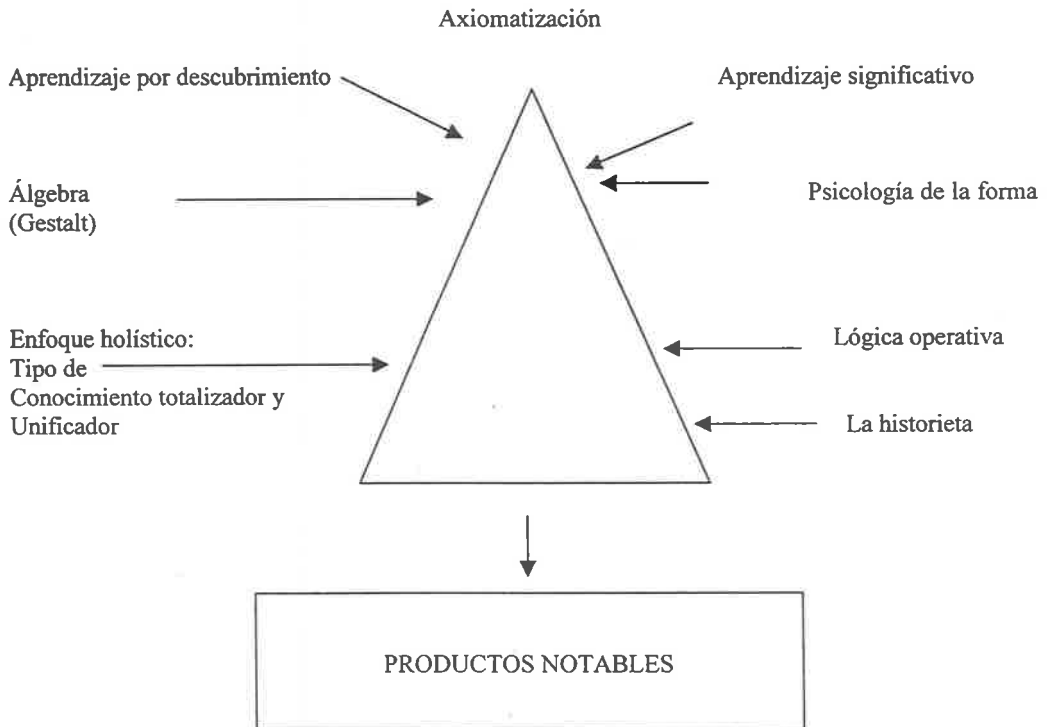 Axiomatización
Aprendizaje por descubrimiento
Aprendizaje significativo
Álgebra
(Gestalt)
Psicología de la forma
Enfoque holístico:
Tipo de
Conocimiento totalizador y
Unificador
Lógica operativa
La historieta
PRODUCTOS NOTABLES